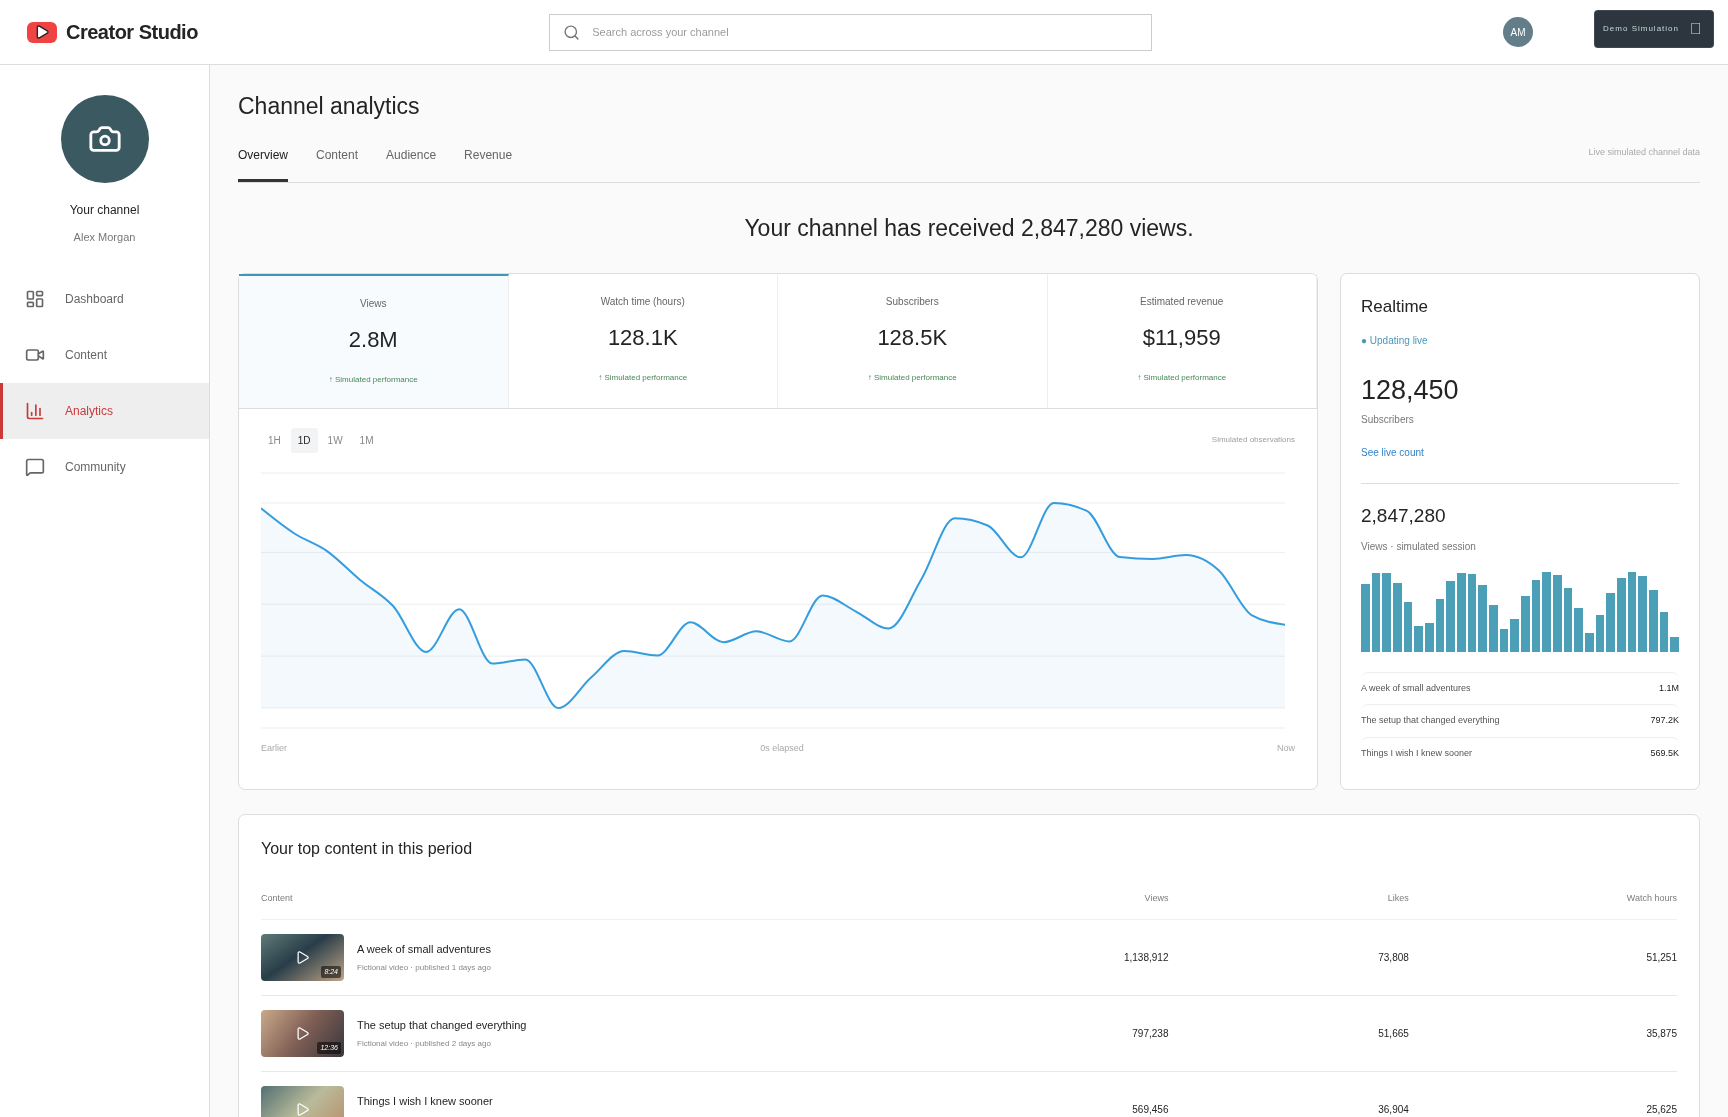 Creator Studio
Search across your channel
AM
Demo Simulation
Your channel
Alex Morgan
Dashboard
Content
Analytics
Community
Channel analytics
Overview Content Audience Revenue
Live simulated channel data
Your channel has received 2,847,280 views.
Views
2.8M
↑ Simulated performance
Watch time (hours)
128.1K
↑ Simulated performance
Subscribers
128.5K
↑ Simulated performance
Estimated revenue
$11,959
↑ Simulated performance
1H 1D 1W 1M
Simulated observations
Earlier 0s elapsed Now
Realtime
● Updating live
128,450
Subscribers
See live count
2,847,280
Views · simulated session
A week of small adventures 1.1M
The setup that changed everything 797.2K
Things I wish I knew sooner 569.5K
Your top content in this period
Content Views Likes Watch hours
8:24
A week of small adventures
Fictional video · published 1 days ago
1,138,912 73,808 51,251
12:36
The setup that changed everything
Fictional video · published 2 days ago
797,238 51,665 35,875
Things I wish I knew sooner
569,456 36,904 25,625